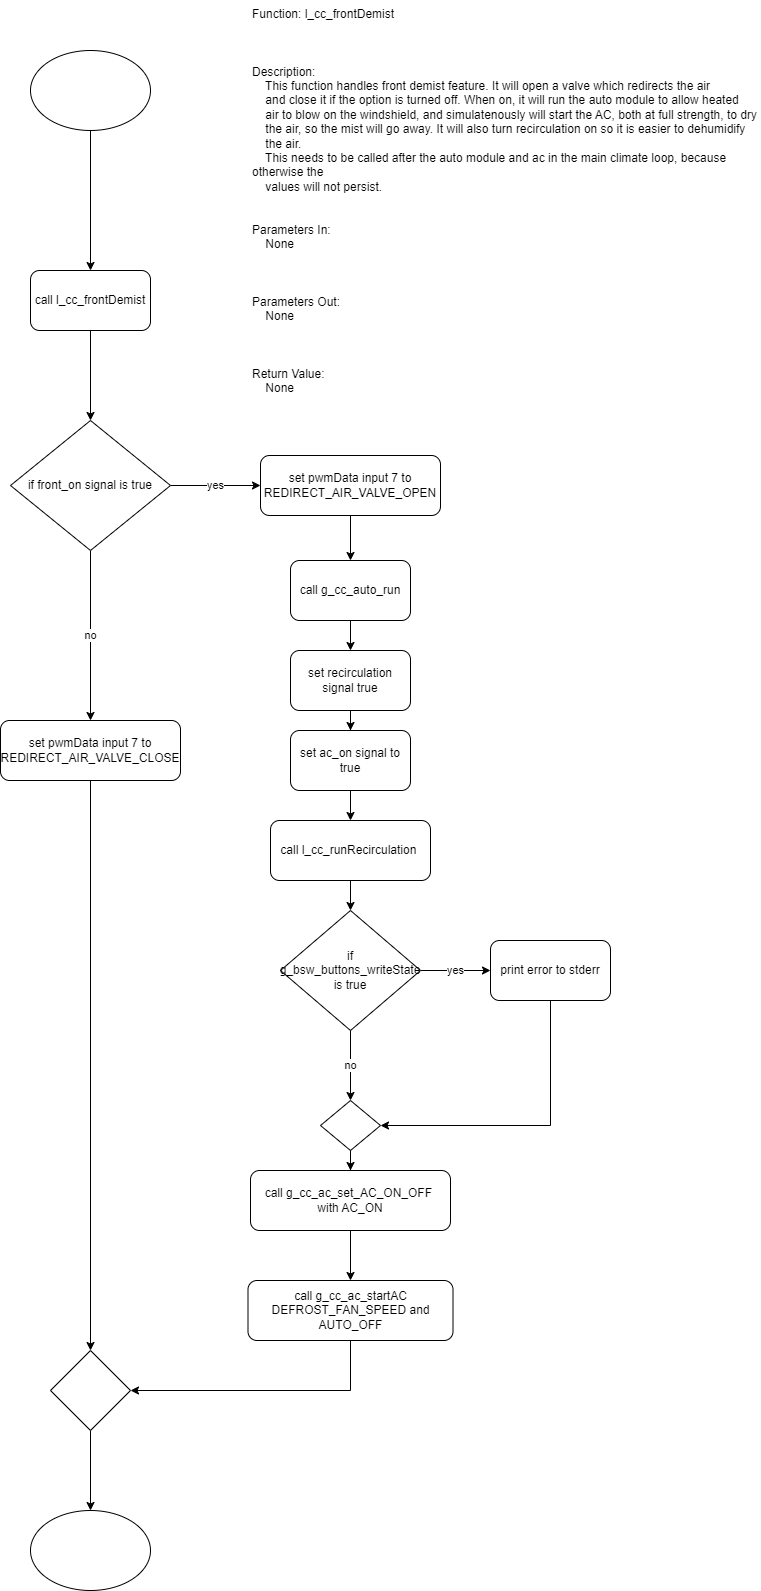 Function: l_cc_frontDemist
Description:
This function handles front demist feature. It will open a valve which redirects the air
and close it if the option is turned off. When on, it will run the auto module to allow heated
air to blow on the windshield, and simulatenously will start the AC, both at full strength, to dry
the air, so the mist will go away. It will also turn recirculation on so it is easier to dehumidify
the air.
This needs to be called after the auto module and ac in the main climate loop, because
otherwise the
values will not persist.
Parameters In:
None
Parameters Out:
None
Return Value:
None
call l_cc_frontDemist
if front_on signal is true
yes
set pwmData input 7 to
REDIRECT_AIR_VALVE_OPEN
call g_cc_auto_run
no
set recirculation
signal true
set pwmData input 7 to
REDIRECT_AIR_VALVE_CLOSE
set ac_on signal to
true
call l_cc_runRecirculation
if
g_bsw_buttons_writeState
is true
yes
print error to stderr
no
call g_cc_ac_set_AC_ON_OFF
with AC_ON
call g_cc_ac_startAC
DEFROST_FAN_SPEED and
AUTO_OFF